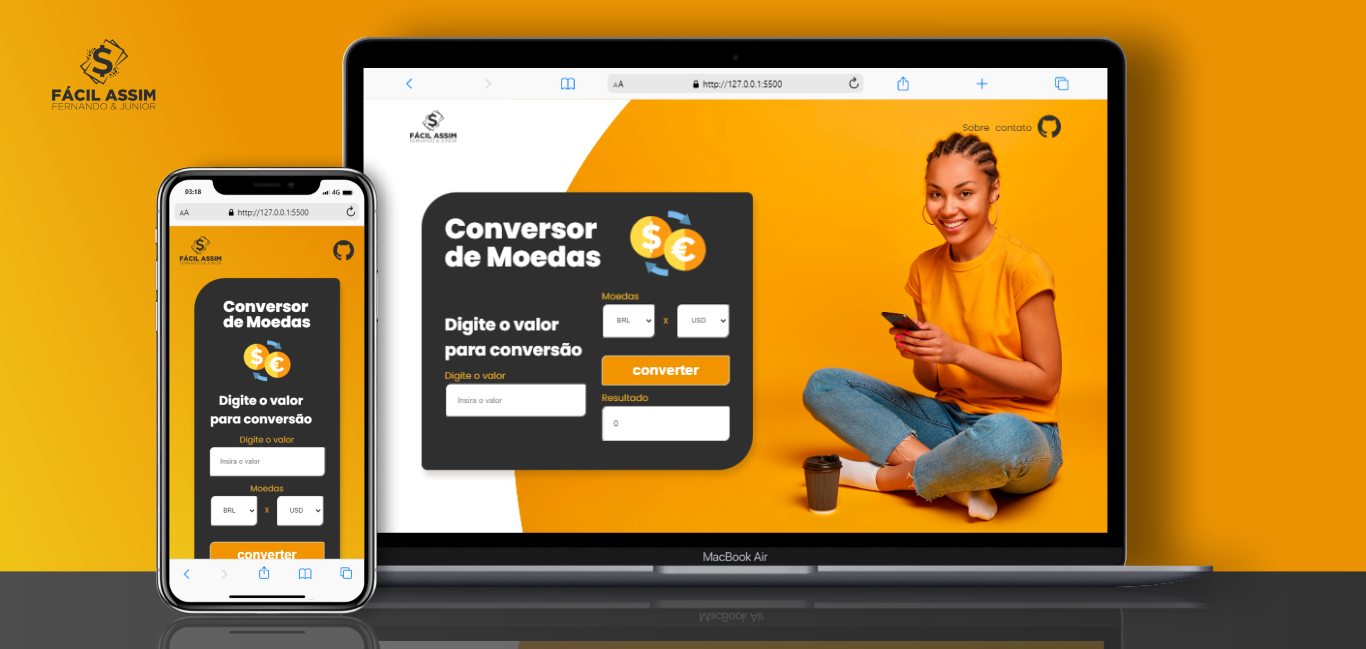 FÁCIL ASSIM
FERNANDO & JUNIOR
AA
http://127.0.0.1:5500
FÁCIL ASSIM
FERNANDO & JUNIOR
Sobre contato
Conversor
de Moedas
$
€
Digite o valor
para conversão
Digite o valor
Insira o valor
Moedas
BRL x USD
converter
Resultado
0
MacBook Air
03:18
4G
AA
http://127.0.0.1:5500
FÁCIL ASSIM
FERNANDO & JUNIOR
Conversor
de Moedas
$
€
Digite o valor
para conversão
Digite o valor
Insira o valor
Moedas
BRL X USD
converter
MacBook Air